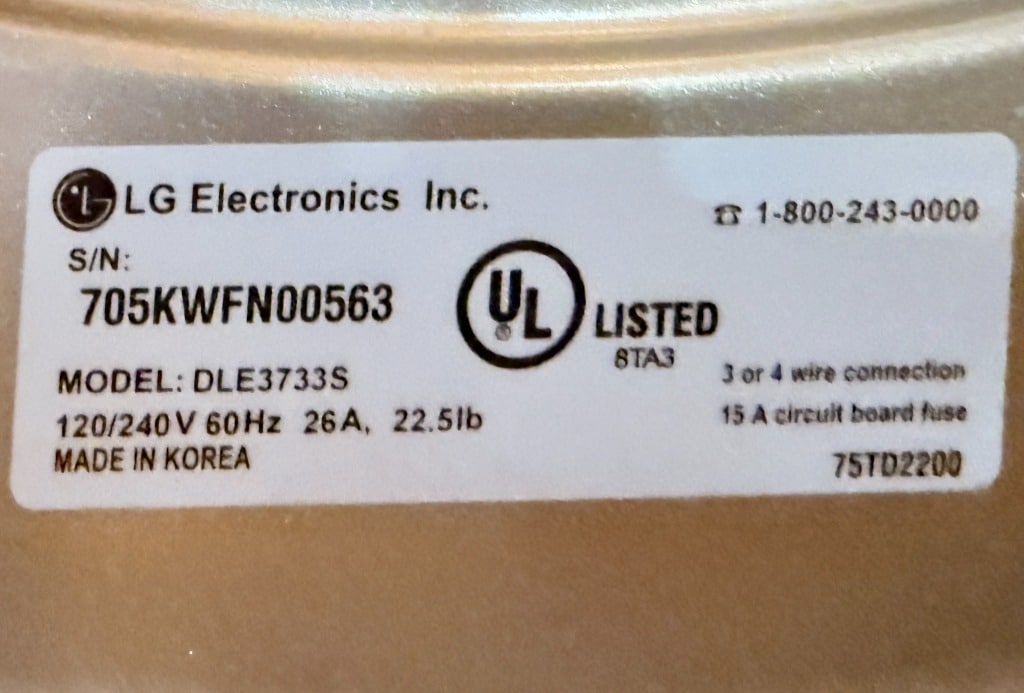 LG Electronics Inc.
☎ 1-800-243-0000
S/N:
705KWFN00563
UL ®
LISTED
8TA3
MODEL: DLE3733S
120/240V 60Hz 26A, 22.5lb
MADE IN KOREA
3 or 4 wire connection
15 A circuit board fuse
75TD2200